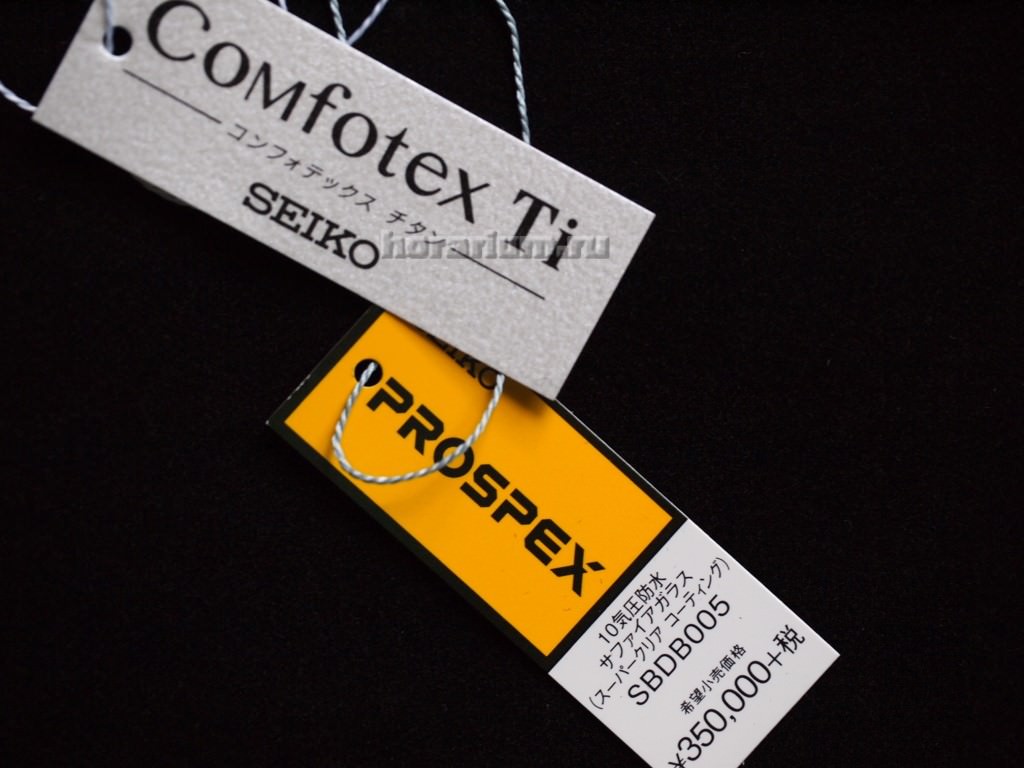 Comfotex Ti
コンフォテックス チタン
SEIKO
horarium.ru
SEIKO
PROSPEX
10気圧防水
サファイアガラス
(スーパークリア コーティング)
SBDB005
希望小売価格
¥350,000+税